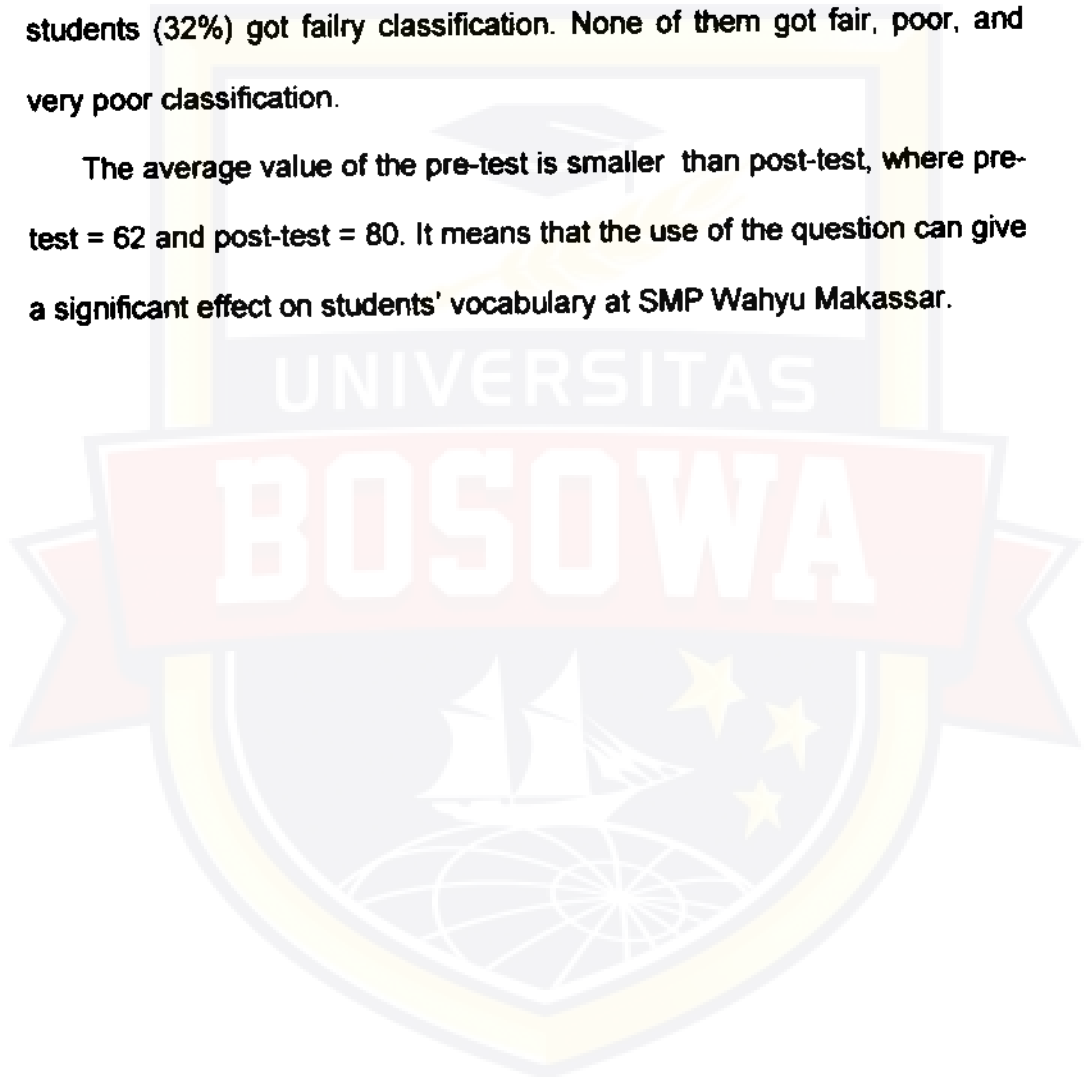 students (32%) got failry classification. None of them got fair, poor, and
very poor classification.
The average value of the pre-test is smaller than post-test, where pre-
test = 62 and post-test = 80. It means that the use of the question can give
a significant effect on students' vocabulary at SMP Wahyu Makassar.
UNIVERSITAS
BOSOWA